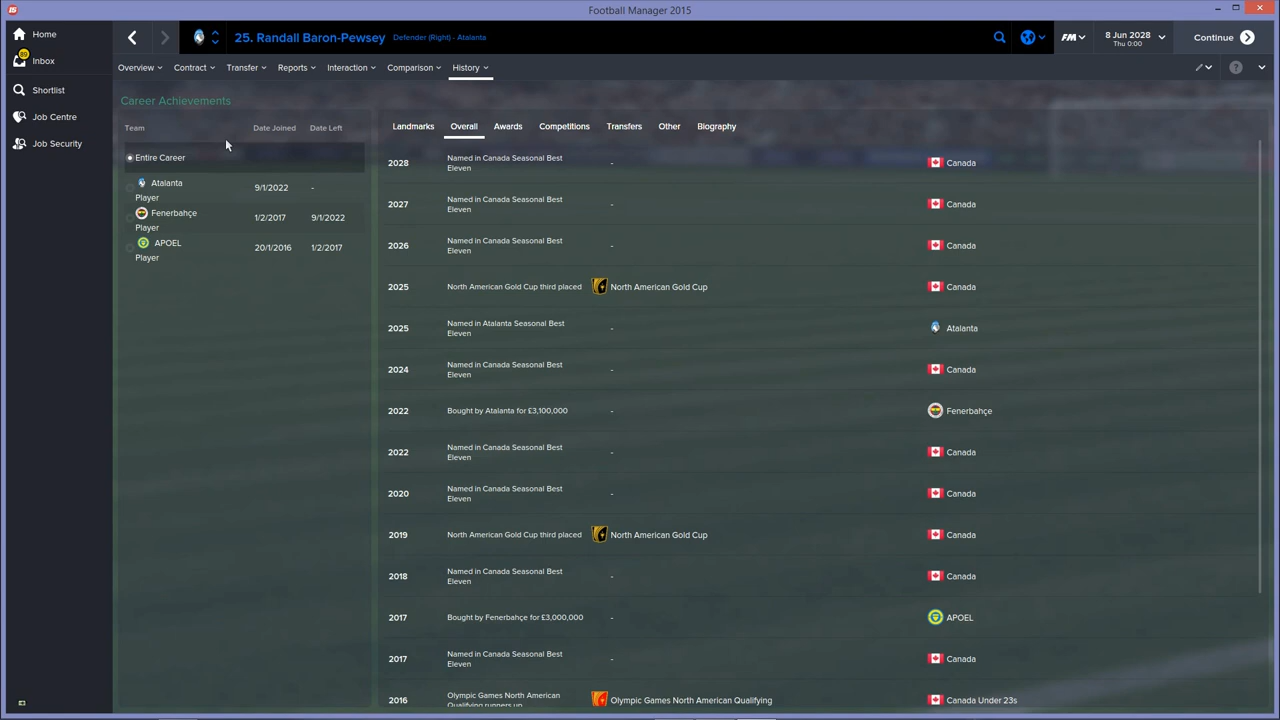 Football Manager 2015
Home
89
Inbox
Shortlist
Job Centre
Job Security
25. Randall Baron-Pewsey
Defender (Right) - Atalanta
FM
8 Jun 2028
Thu 0:00
Continue
Overview
Contract
Transfer
Reports
Interaction
Comparison
History
?
Career Achievements
Team Date Joined Date Left
Entire Career
Atalanta
Player
9/1/2022 -
Fenerbahçe
Player
1/2/2017 9/1/2022
APOEL
Player
20/1/2016 1/2/2017
Landmarks Overall Awards Competitions Transfers Other Biography
2028 Named in Canada Seasonal Best
Eleven
- Canada
2027 Named in Canada Seasonal Best
Eleven
- Canada
2026 Named in Canada Seasonal Best
Eleven
- Canada
2025 North American Gold Cup third placed North American Gold Cup Canada
2025 Named in Atalanta Seasonal Best
Eleven
- Atalanta
2024 Named in Canada Seasonal Best
Eleven
- Canada
2022 Bought by Atalanta for £3,100,000 - Fenerbahçe
2022 Named in Canada Seasonal Best
Eleven
- Canada
2020 Named in Canada Seasonal Best
Eleven
- Canada
2019 North American Gold Cup third placed North American Gold Cup Canada
2018 Named in Canada Seasonal Best
Eleven
- Canada
2017 Bought by Fenerbahçe for £3,000,000 - APOEL
2017 Named in Canada Seasonal Best
Eleven
- Canada
2016 Olympic Games North American
Qualifying runners up
Olympic Games North American Qualifying Canada Under 23s